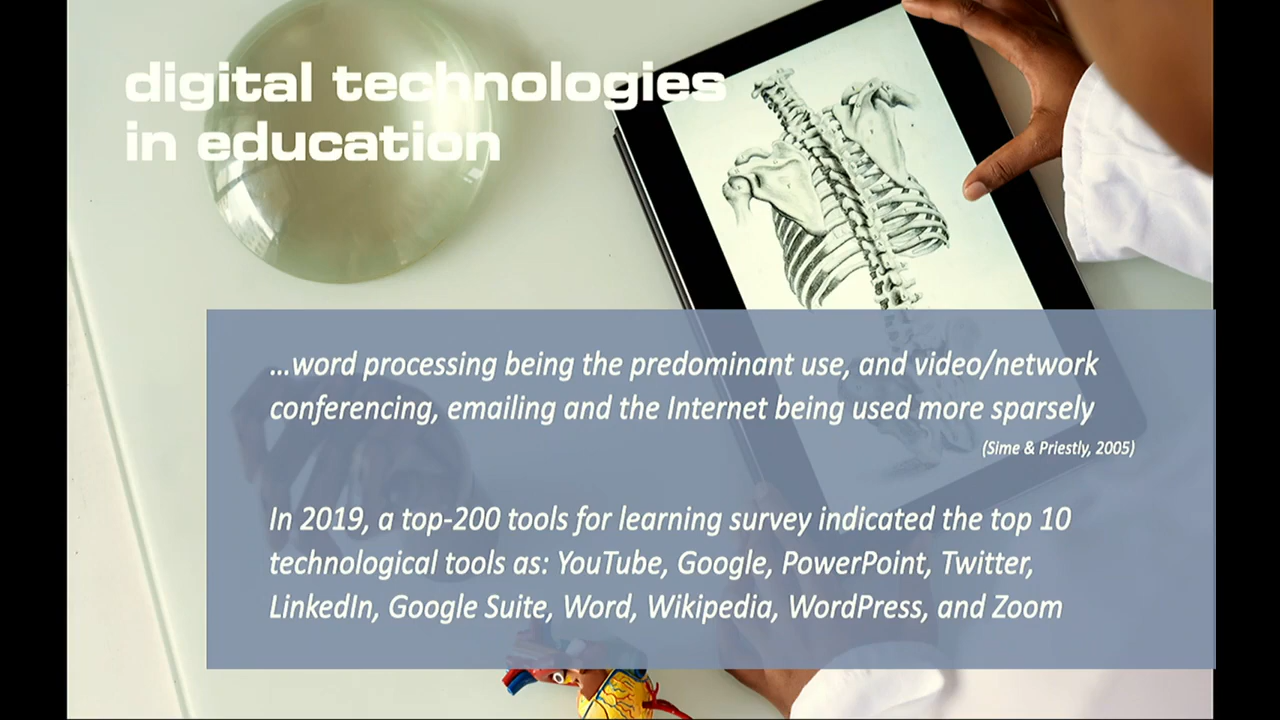 digital technologies
in education
...word processing being the predominant use, and video/network
conferencing, emailing and the Internet being used more sparsely
(Sime & Priestly, 2005)
In 2019, a top-200 tools for learning survey indicated the top 10
technological tools as: YouTube, Google, PowerPoint, Twitter,
LinkedIn, Google Suite, Word, Wikipedia, WordPress, and Zoom